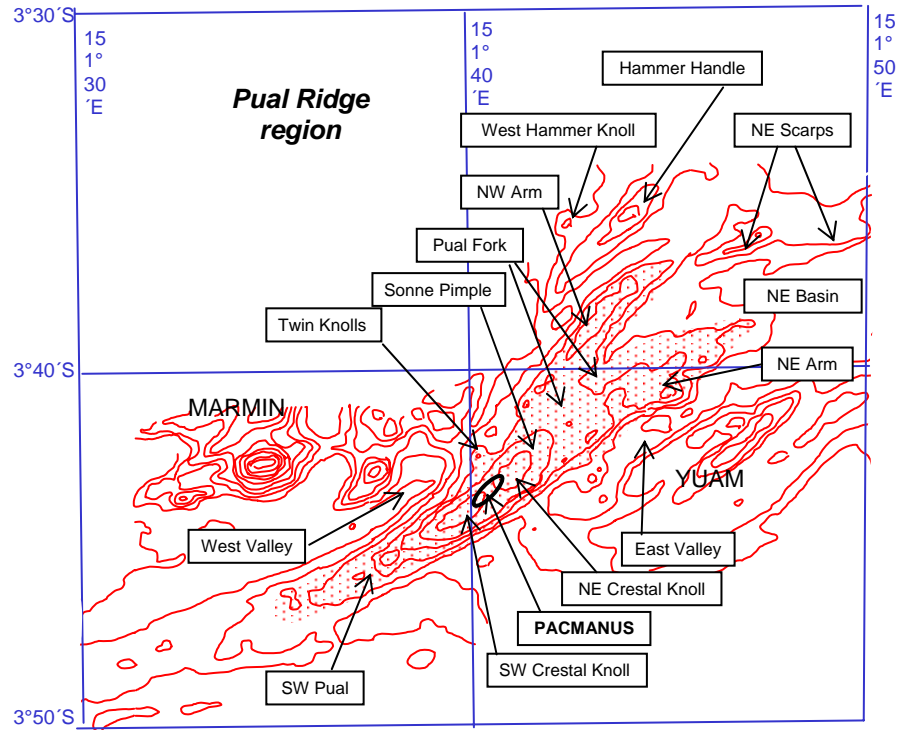 3°30´S
15
1°
30
´E
15
1°
40
´E
15
1°
50
´E
Pual Ridge
region
Hammer Handle
West Hammer Knoll
NE Scarps
NW Arm
Pual Fork
Sonne Pimple
NE Basin
Twin Knolls
3°40´S
NE Arm
MARMIN
YUAM
West Valley
East Valley
NE Crestal Knoll
PACMANUS
SW Crestal Knoll
SW Pual
3°50´S